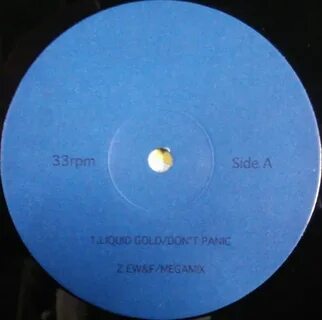 33rpm Side A
1.LIQUID GOLD/DON'T PANIC
2.EW&F/MEGAMIX